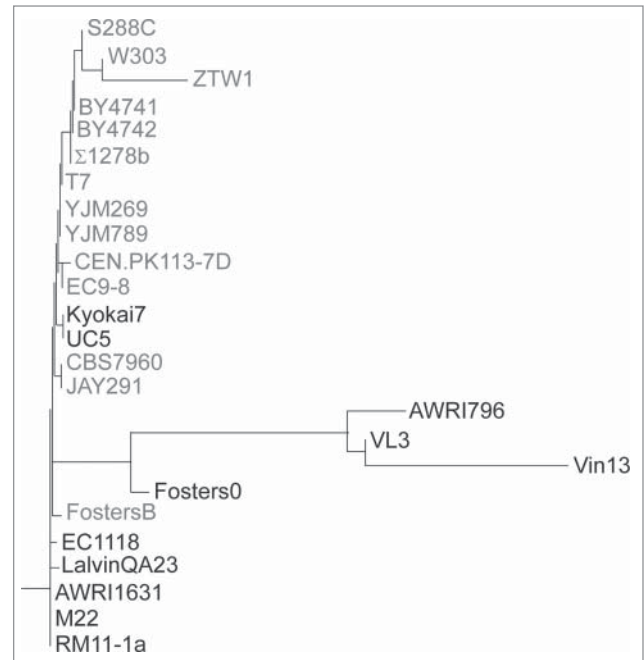 S288C
W303
ZTW1
BY4741
BY4742
Σ1278b
T7
YJM269
YJM789
CEN.PK113-7D
EC9-8
Kyokai7
UC5
CBS7960
JAY291
AWRI796
VL3
Vin13
Fosters0
FostersB
EC1118
LalvinQA23
AWRI1631
M22
RM11-1a